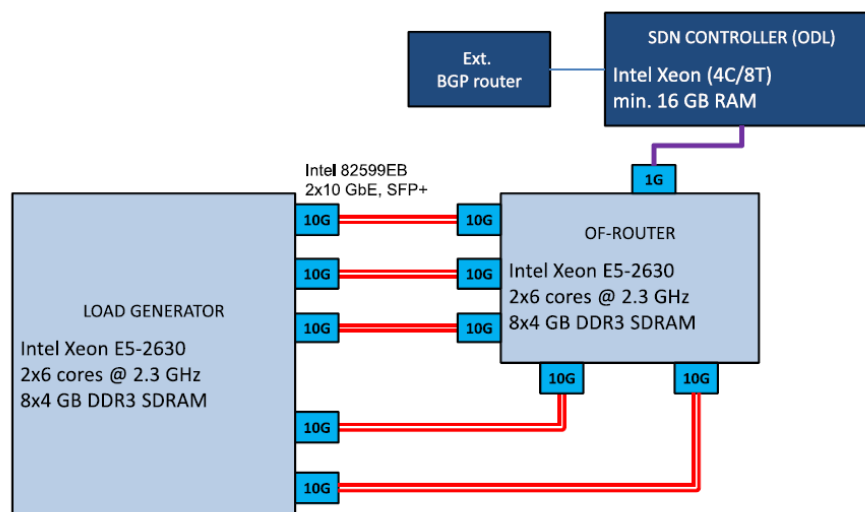 SDN CONTROLLER (ODL)
Intel Xeon (4C/8T)
min. 16 GB RAM
Ext.
BGP router
Intel 82599EB
2x10 GbE, SFP+
1G
10G
10G
OF-ROUTER
Intel Xeon E5-2630
2x6 cores @ 2.3 GHz
8x4 GB DDR3 SDRAM
10G
10G
10G
10G
LOAD GENERATOR
Intel Xeon E5-2630
2x6 cores @ 2.3 GHz
8x4 GB DDR3 SDRAM
10G
10G
10G
10G